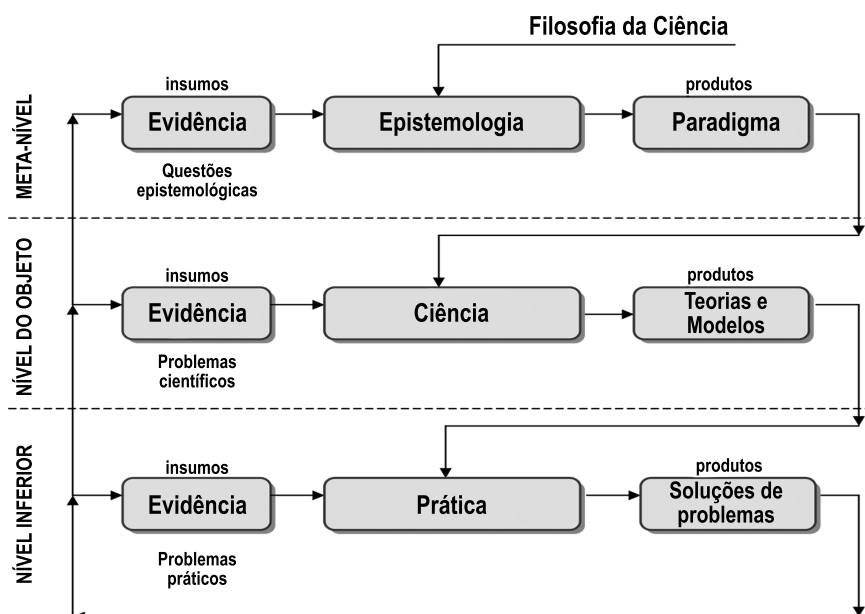 Filosofia da Ciência
META-NÍVEL
insumos
Evidência
Questões
epistemológicas
Epistemologia
produtos
Paradigma
NÍVEL DO OBJETO
insumos
Evidência
Problemas
científicos
Ciência
produtos
Teorias e
Modelos
NÍVEL INFERIOR
insumos
Evidência
Problemas
práticos
Prática
produtos
Soluções de
problemas